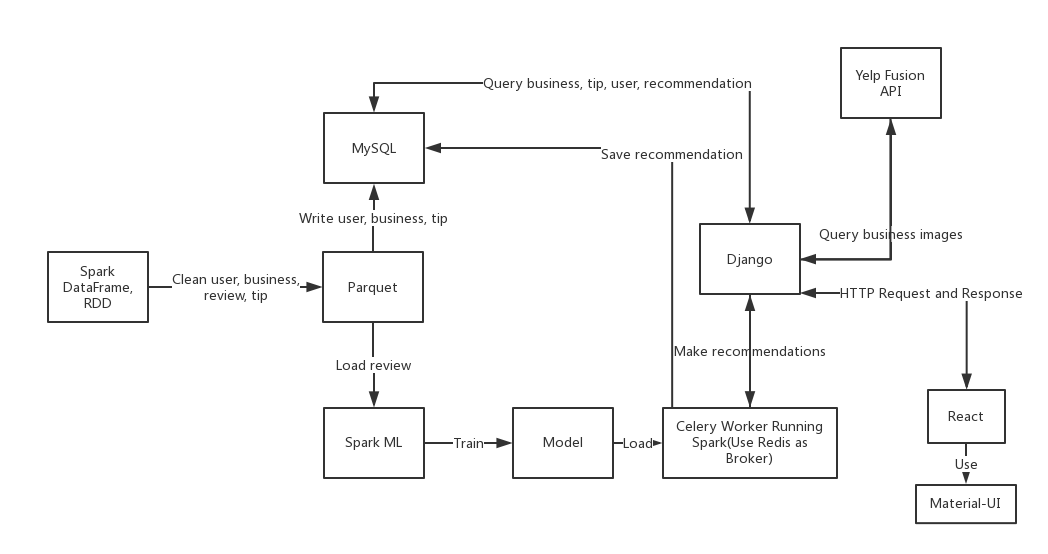 Yelp Fusion
API
Query business, tip, user, recommendation
MySQL
Save recommendation
Write user, business, tip
Query business images
Spark
DataFrame,
RDD
Clean user, business,
review, tip
Parquet
Django
HTTP Request and Response
Load review
Make recommendations
Spark ML
Train
Model
Load
Celery Worker Running
Spark(Use Redis as
Broker)
React
Use
Material-UI